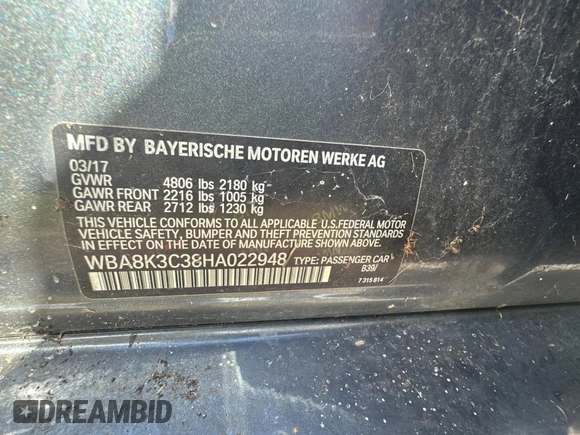 MFD BY BAYERISCHE MOTOREN WERKE AG
03/17
GVWR 4806 lbs 2180 kg
GAWR FRONT 2216 lbs 1005 kg
GAWR REAR 2712 lbs 1230 kg
THIS VEHICLE CONFORMS TO ALL APPLICABLE U.S.FEDERAL MOTOR
VEHICLE SAFETY, BUMPER AND THEFT PREVENTION STANDARDS
IN EFFECT ON THE DATE OF MANUFACTURE SHOWN ABOVE.
WBA8K3C38HA022948 TYPE: PASSENGER CAR
B39/
7 315 814
DREAMBID